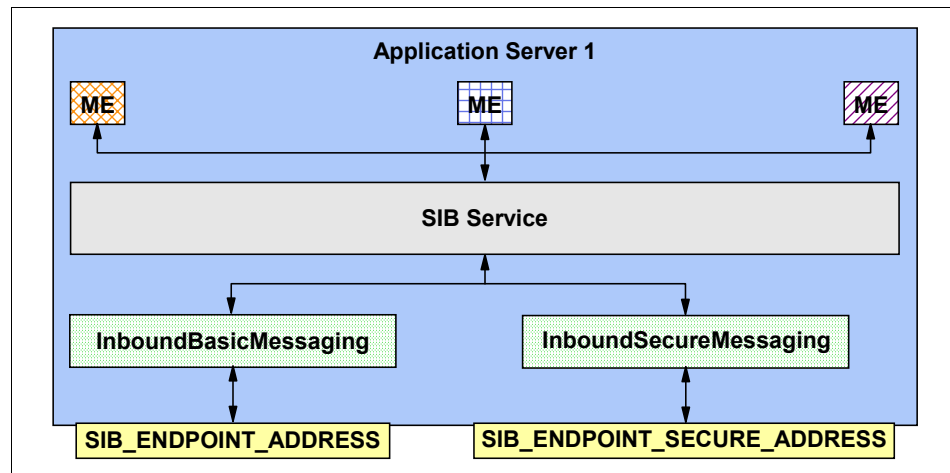 Application Server 1
ME ME ME
SIB Service
InboundBasicMessaging InboundSecureMessaging
SIB_ENDPOINT_ADDRESS SIB_ENDPOINT_SECURE_ADDRESS